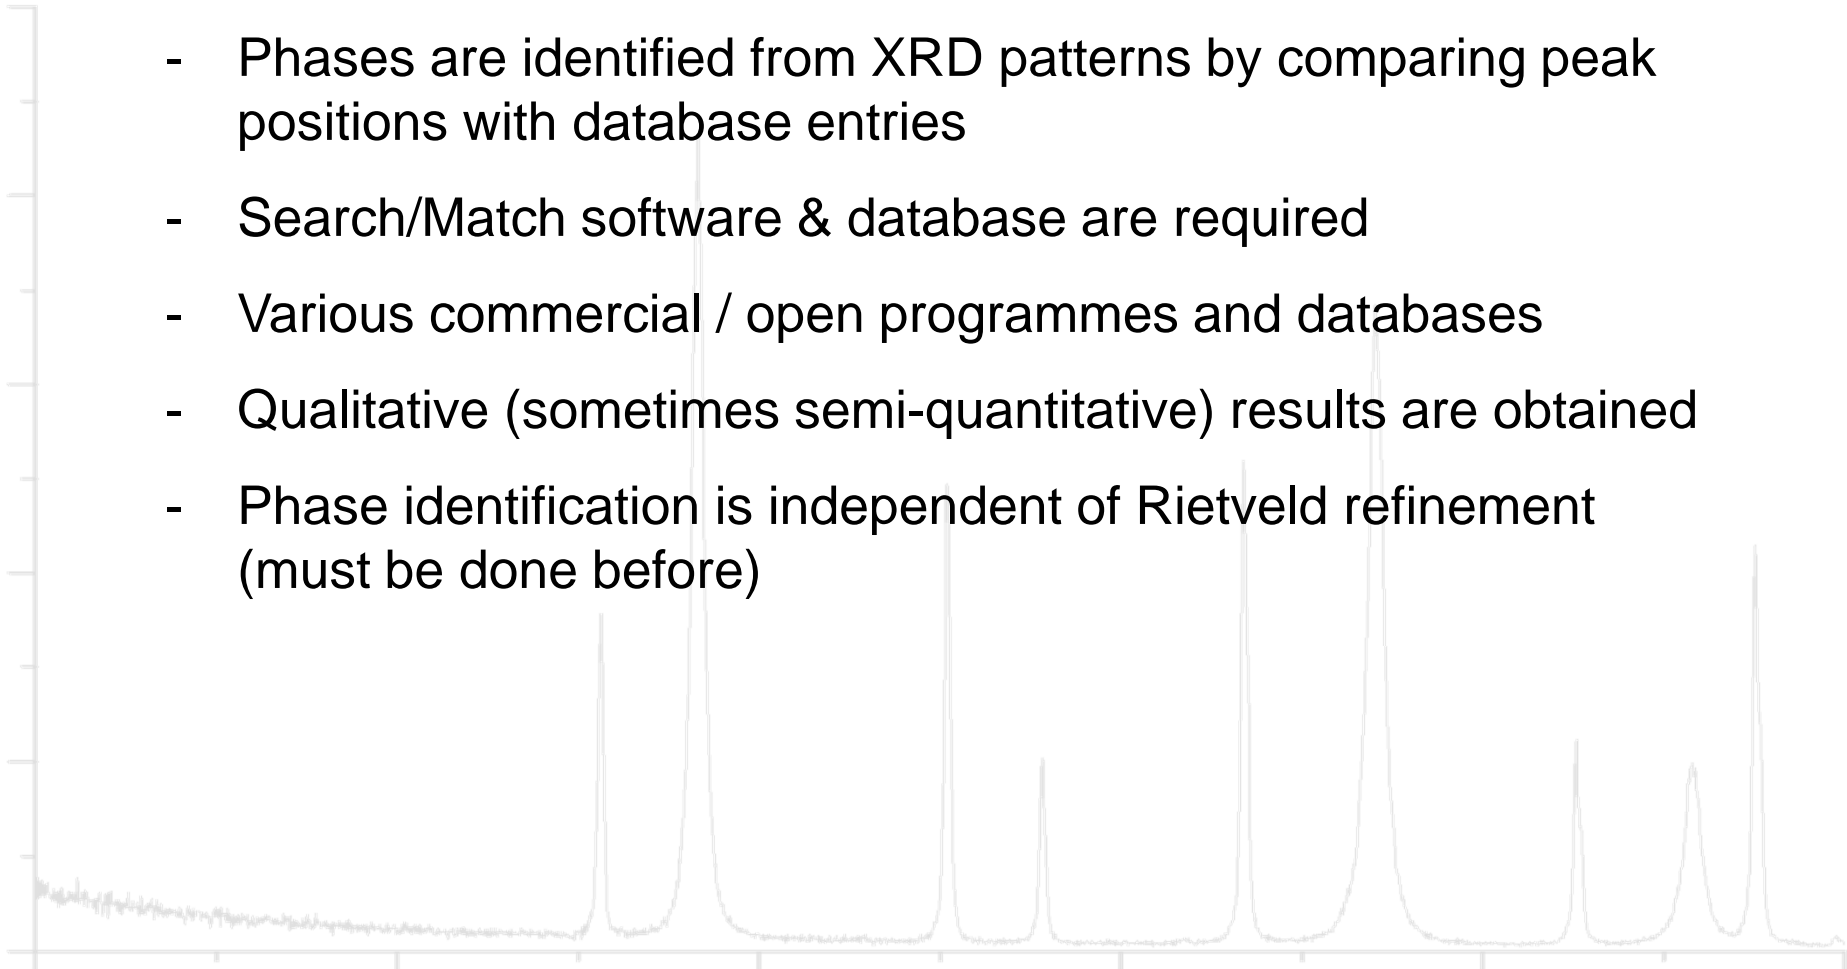 - Phases are identified from XRD patterns by comparing peak
positions with database entries
- Search/Match software & database are required
- Various commercial / open programmes and databases
- Qualitative (sometimes semi-quantitative) results are obtained
- Phase identification is independent of Rietveld refinement
(must be done before)